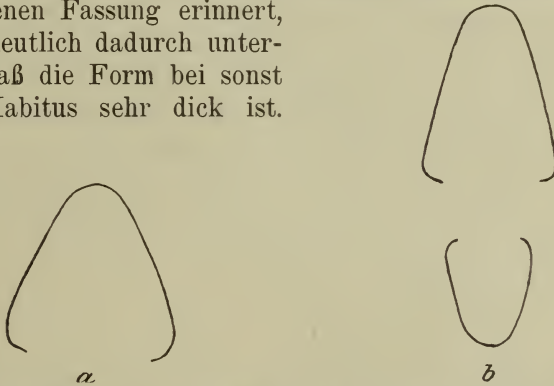 enen Fassung erinnert,
eutlich dadurch unter-
aß die Form bei sonst
Habitus sehr dick ist.
a
b